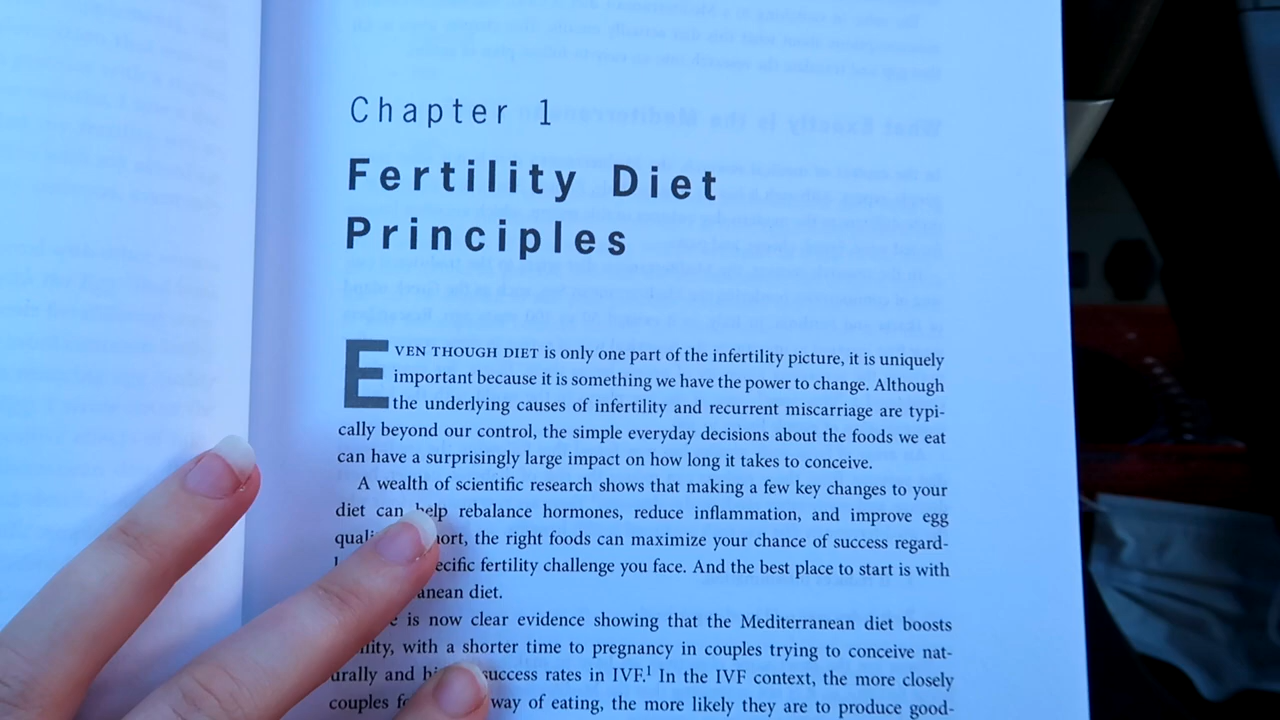 Chapter 1
Fertility Diet
Principles
EVEN THOUGH DIET is only one part of the infertility picture, it is uniquely
important because it is something we have the power to change. Although
the underlying causes of infertility and recurrent miscarriage are typi-
cally beyond our control, the simple everyday decisions about the foods we eat
can have a surprisingly large impact on how long it takes to conceive.
A wealth of scientific research shows that making a few key changes to your
diet can help rebalance hormones, reduce inflammation, and improve egg
the right foods can maximize your chance of success regard-
fertility challenge you face. And the best place to start is with
diet.
is now clear evidence showing that the Mediterranean diet boosts
with a shorter time to pregnancy in couples trying to conceive nat-
urally and success rates in IVF.1 In the IVF context, the more closely
couples way of eating, the more likely they are to produce good-